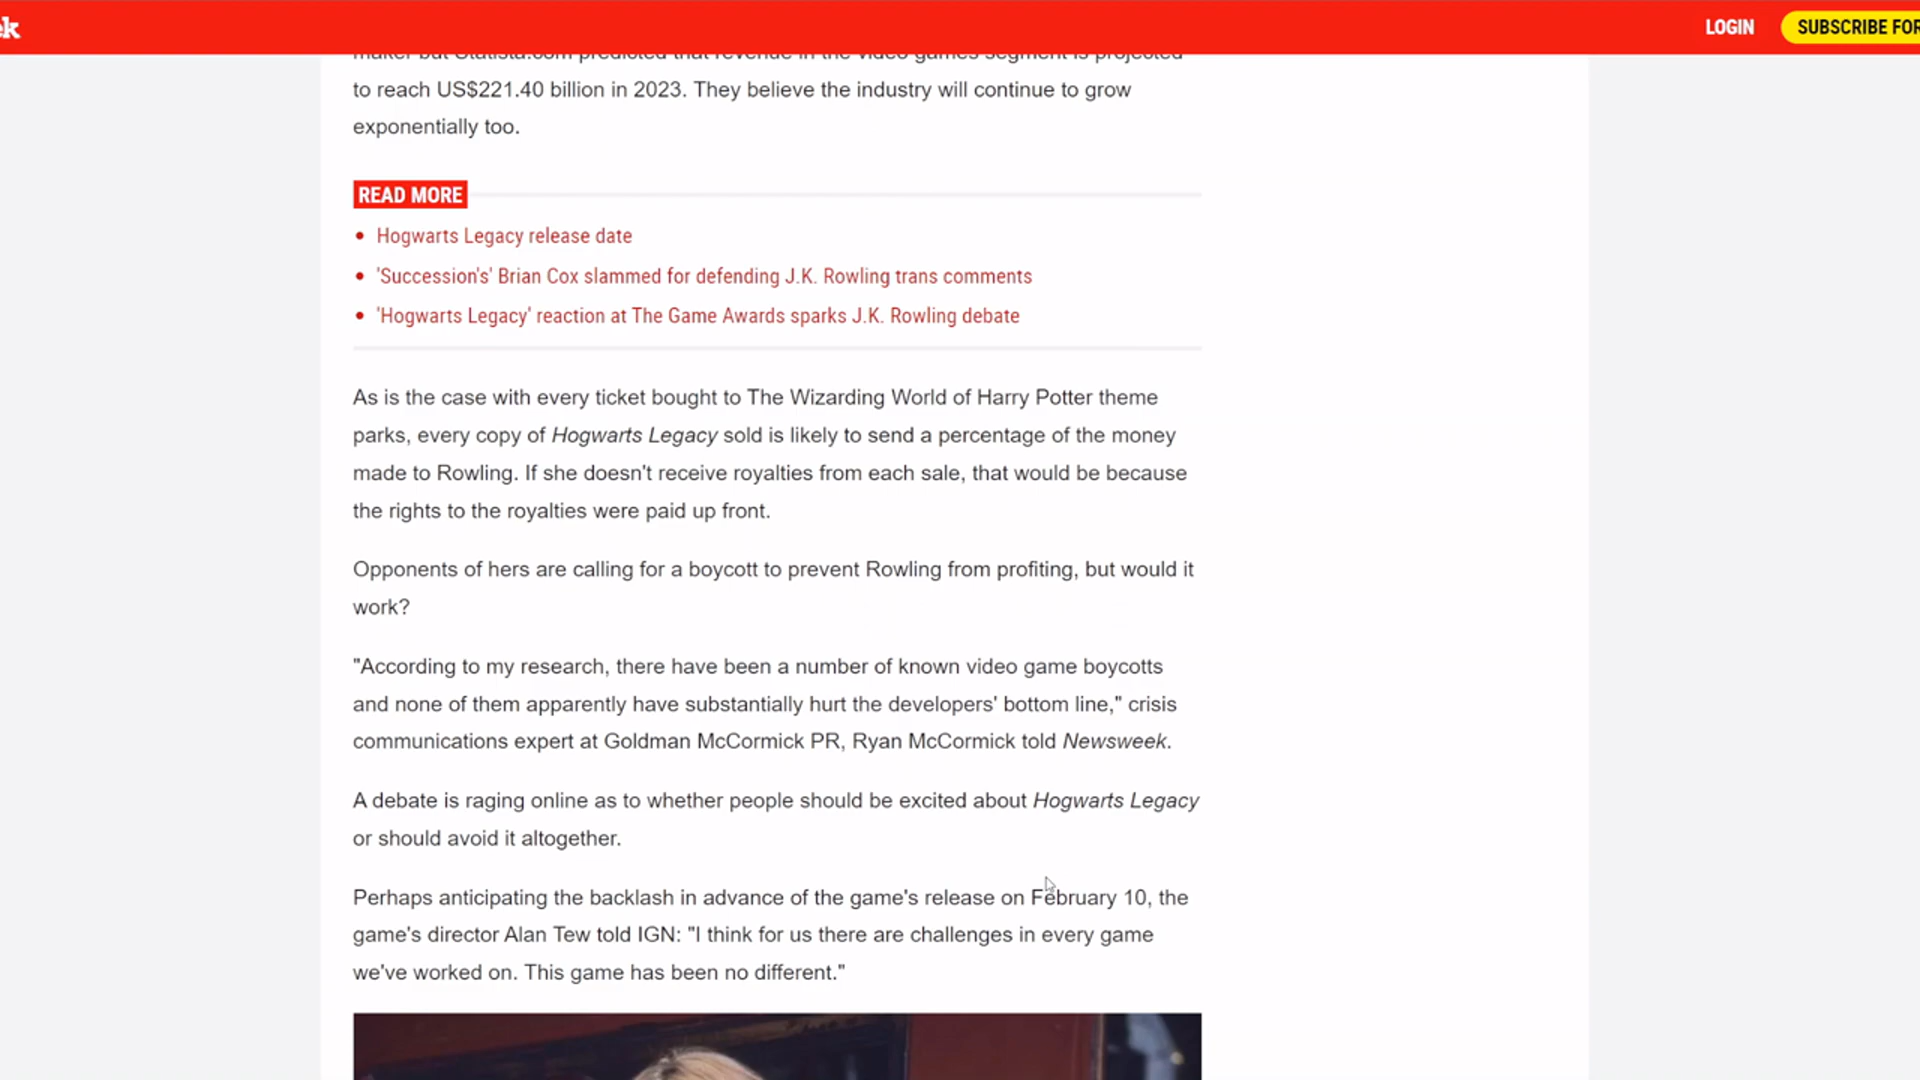 k
LOGIN
SUBSCRIBE FOR
maker but Statista.com predicted that revenue in the video games segment is projected
to reach US$221.40 billion in 2023. They believe the industry will continue to grow
exponentially too.
READ MORE
• Hogwarts Legacy release date
• 'Succession's' Brian Cox slammed for defending J.K. Rowling trans comments
• 'Hogwarts Legacy' reaction at The Game Awards sparks J.K. Rowling debate
As is the case with every ticket bought to The Wizarding World of Harry Potter theme
parks, every copy of Hogwarts Legacy sold is likely to send a percentage of the money
made to Rowling. If she doesn't receive royalties from each sale, that would be because
the rights to the royalties were paid up front.
Opponents of hers are calling for a boycott to prevent Rowling from profiting, but would it
work?
"According to my research, there have been a number of known video game boycotts
and none of them apparently have substantially hurt the developers' bottom line," crisis
communications expert at Goldman McCormick PR, Ryan McCormick told Newsweek.
A debate is raging online as to whether people should be excited about Hogwarts Legacy
or should avoid it altogether.
Perhaps anticipating the backlash in advance of the game's release on February 10, the
game's director Alan Tew told IGN: "I think for us there are challenges in every game
we've worked on. This game has been no different."